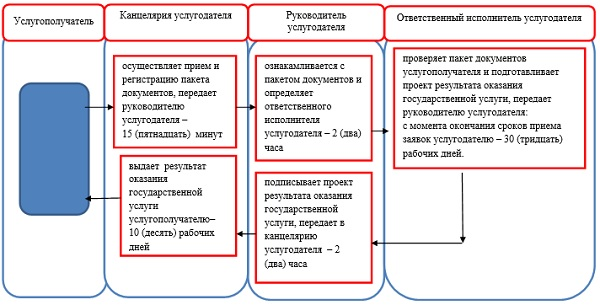 Услугополучатель
Канцелярия услугодателя
Руководитель
услугодателя
Ответственный исполнитель услугодателя
осуществляет прием и
регистрацию пакета
документов, передает
руководителю
услугодателя –
15 (пятнадцать) минут
ознакамливается с
пакетом документов и
определяет
ответственного
исполнителя
услугодателя – 2 (два)
часа
проверяет пакет документов
услугополучателя и подготавливает
проект результата оказания
государственной услуги, передает
руководителю услугодателя:
с момента окончания сроков приема
заявок услугодателю – 30 (тридцать)
рабочих дней.
выдает результат
оказания
государственной
услуги
услугополучателю–
10 (десять) рабочих
дней
подписывает проект
результата оказания
государственной
услуги, передает в
канцелярию
услугодателя – 2
(два) часа